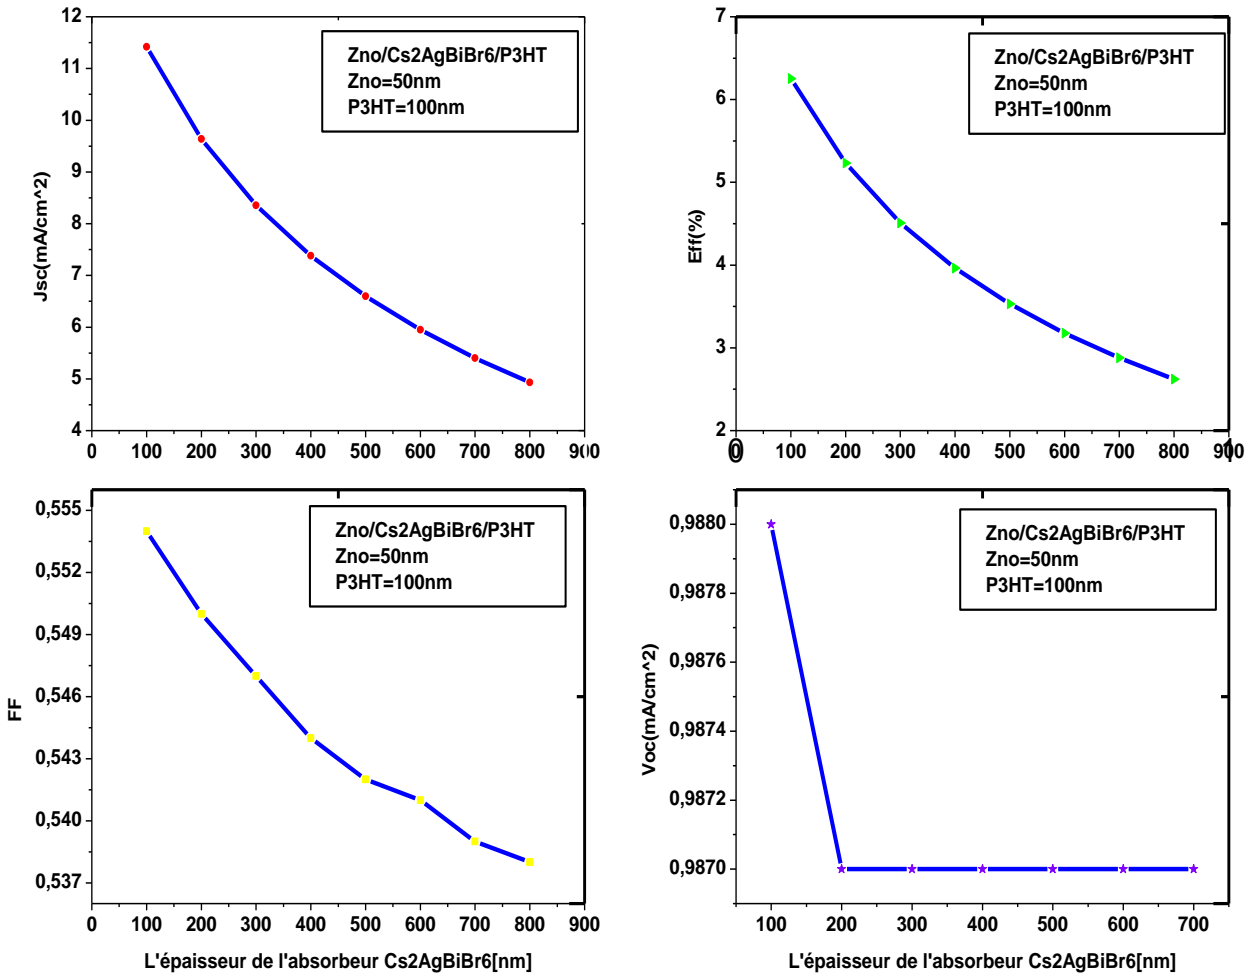 12
11
10
9
8
7
6
5
4
Jsc(mA/cm^2)
Zno/Cs2AgBiBr6/P3HT
Zno=50nm
P3HT=100nm
0 100 200 300 400 500 600 700 800 900
7
6
5
4
3
2
Eff(%)
Zno/Cs2AgBiBr6/P3HT
Zno=50nm
P3HT=100nm
0 100 200 300 400 500 600 700 800 900
0,555
0,552
0,549
0,546
0,543
0,540
0,537
FF
Zno/Cs2AgBiBr6/P3HT
Zno=50nm
P3HT=100nm
0 100 200 300 400 500 600 700 800 900
L'épaisseur de l'absorbeur Cs2AgBiBr6[nm]
0,9880
0,9878
0,9876
0,9874
0,9872
0,9870
Voc(mA/cm^2)
Zno/Cs2AgBiBr6/P3HT
Zno=50nm
P3HT=100nm
100 200 300 400 500 600 700
L'épaisseur de l'absorbeur Cs2AgBiBr6[nm]